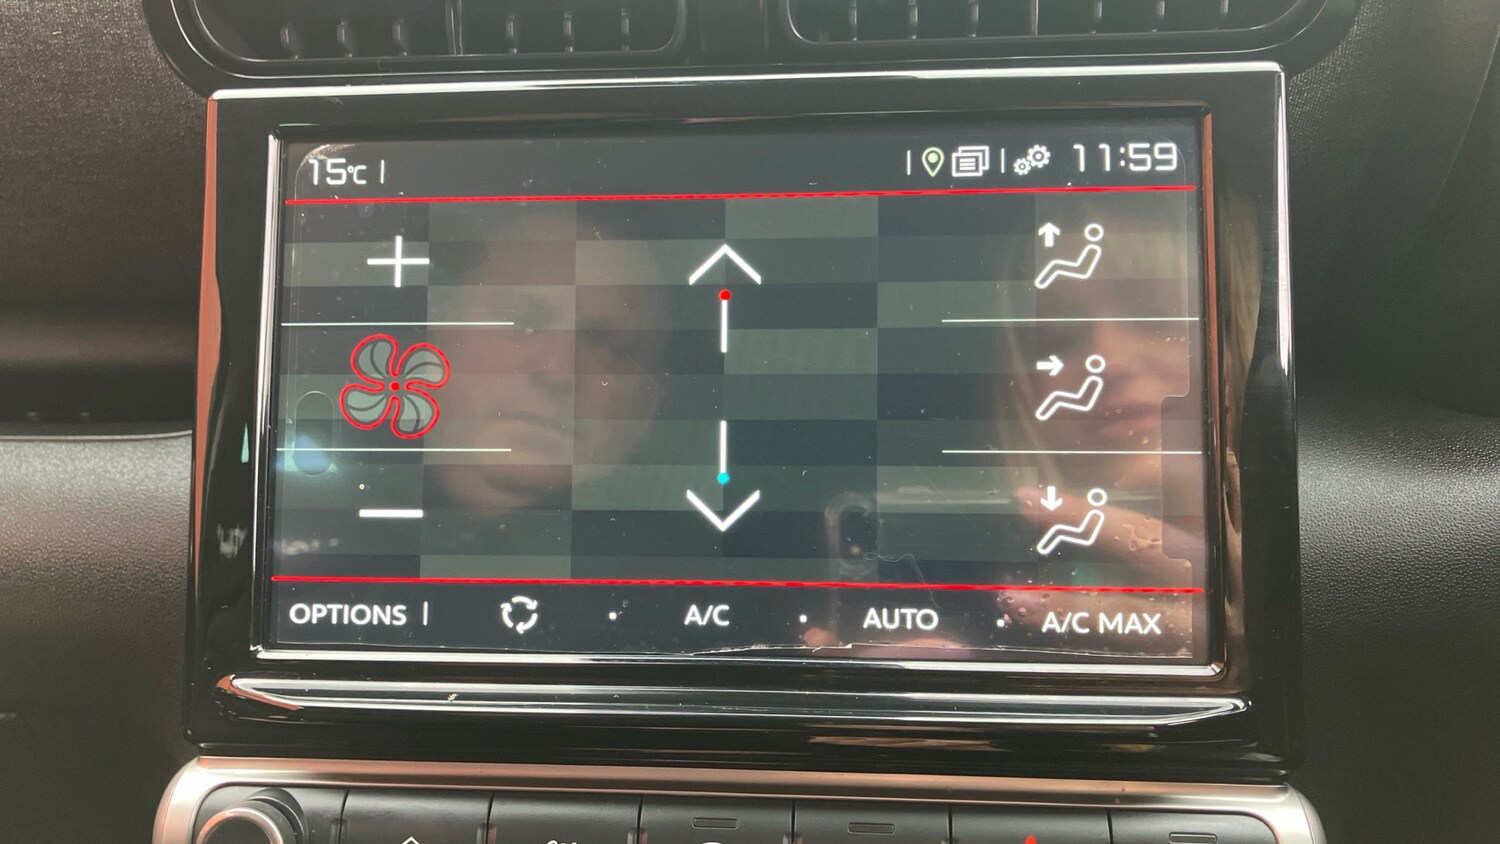 15°C 11:59
OPTIONS A/C AUTO A/C MAX